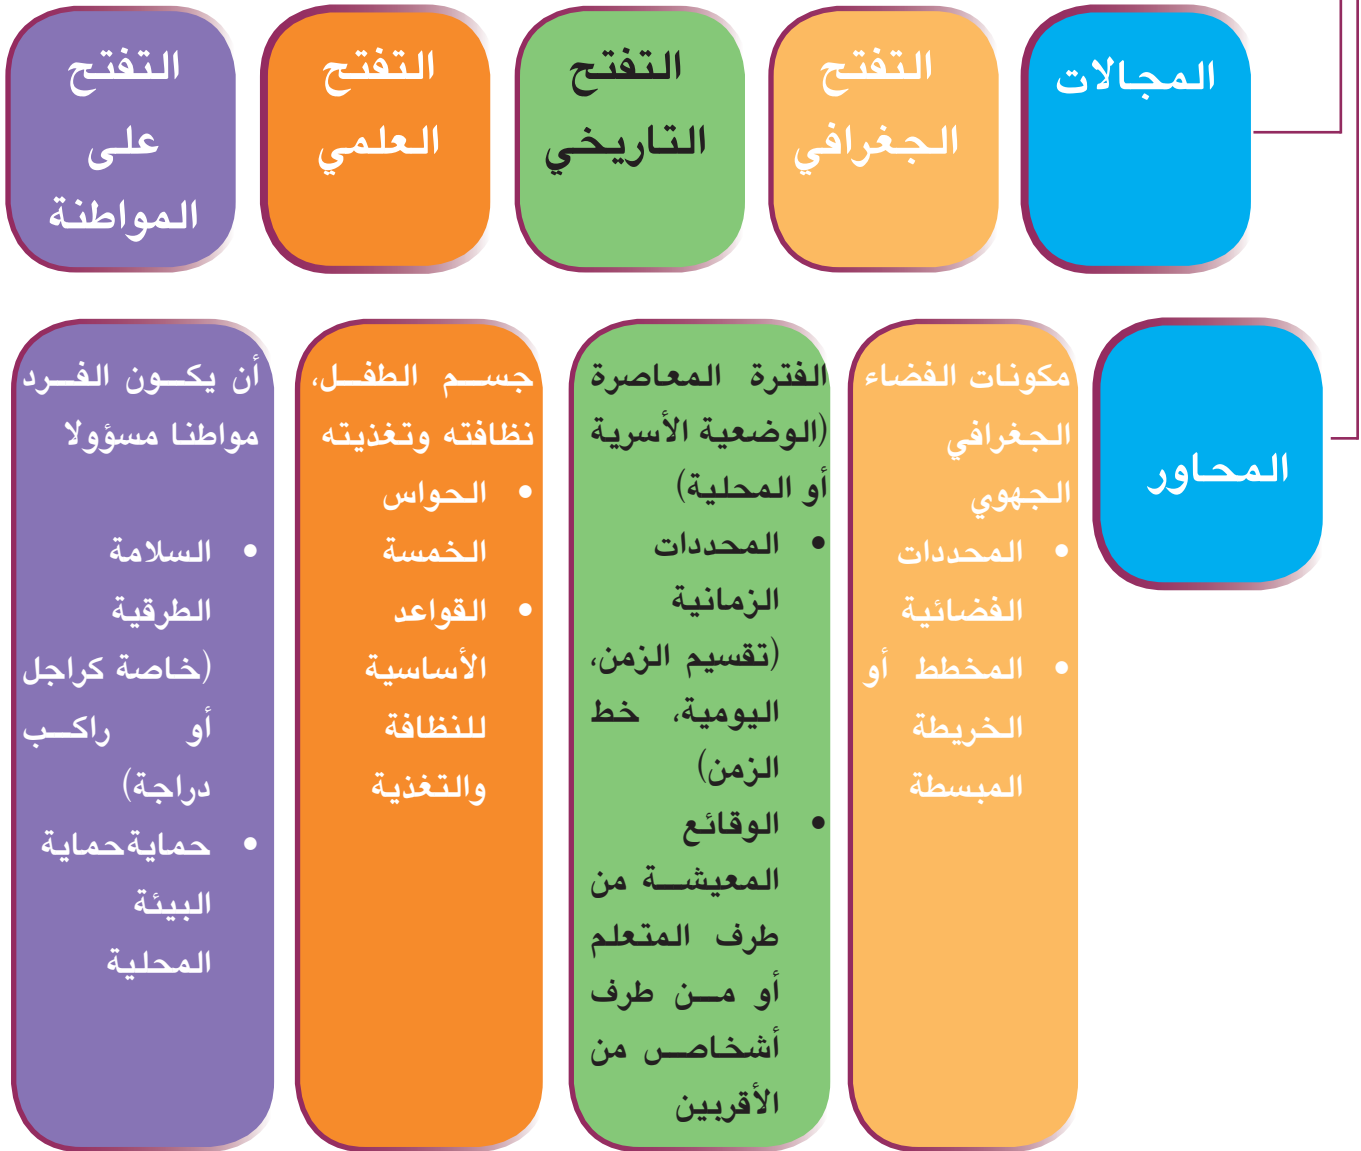 المجالات
التفتح
الجغرافي
التفتح
التاريخي
التفتح
العلمي
التفتح
على
المواطنة
المحاور
مكونات الفضاء
الجغرافي
الجهوي
• المحددات
الفضائية
• المخطط أو
الخريطة
المبسطة
الفترة المعاصرة
(الوضعية الأسرية
أو المحلية)
• المحددات
الزمانية
(تقسيم الزمن،
اليومية، خط
الزمن)
• الوقائع
المعيشة من
طرف المتعلم
أو من طرف
أشخاص من
الأقربين
جسم الطفل،
نظافته وتغذيته
• الحواس
الخمسة
• القواعد
الأساسية
للنظافة
والتغذية
أن يكون الفرد
مواطنا مسؤولا
• السلامة
الطرقية
(خاصة كراجل
أو راكب
دراجة)
• حمايةحماية
البيئة
المحلية